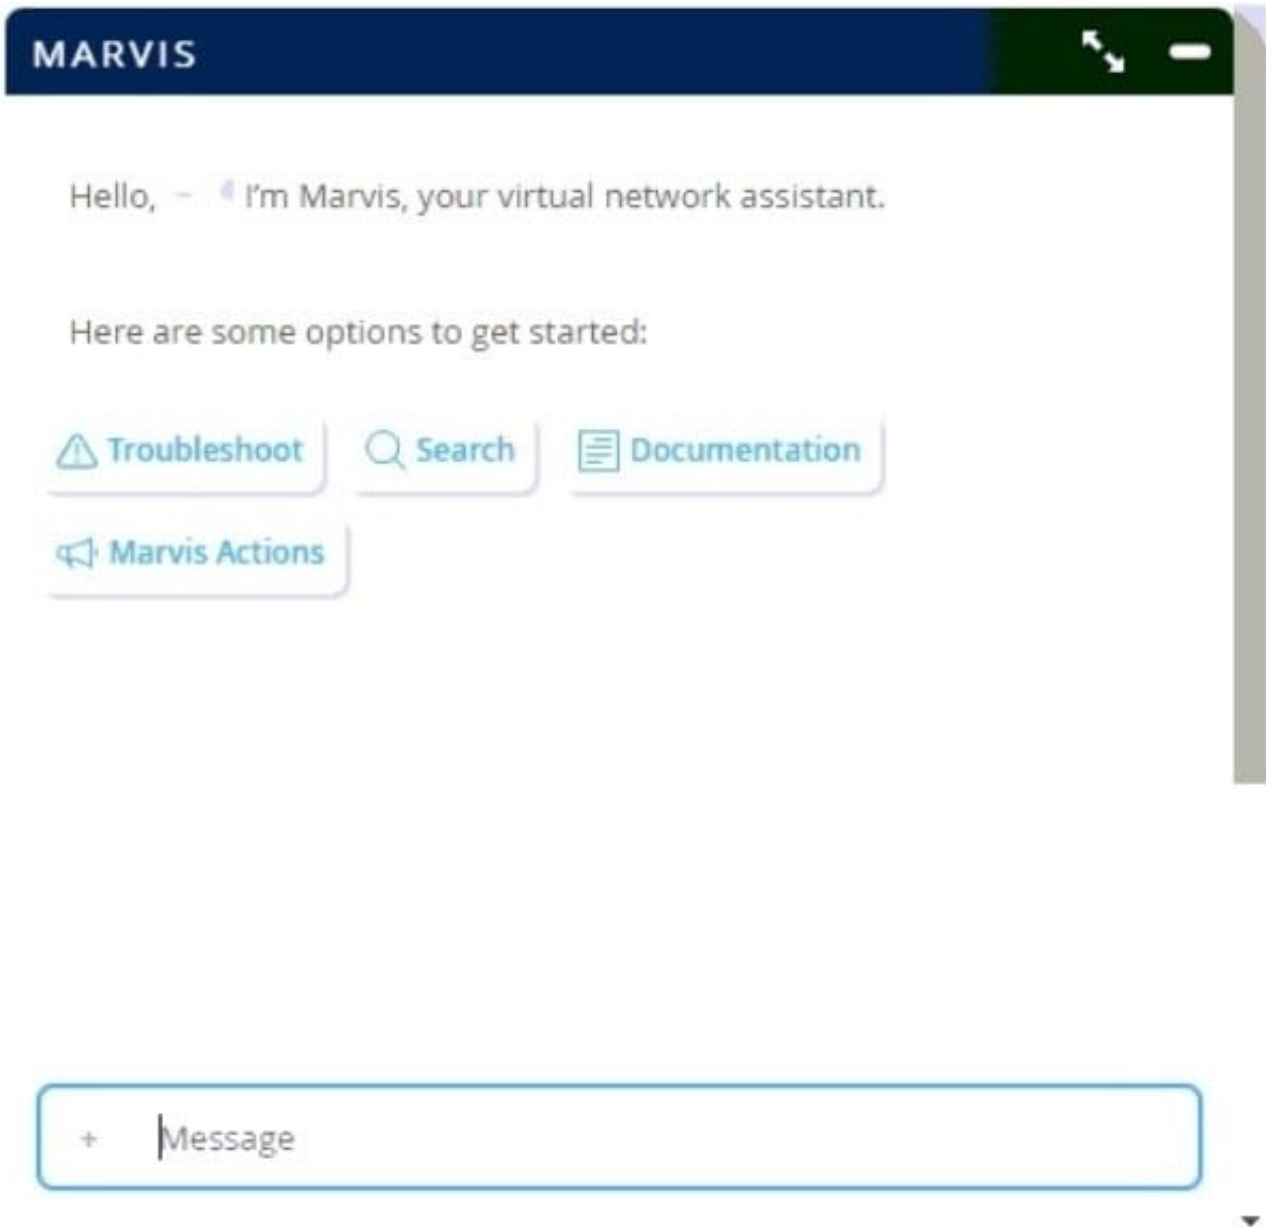 MARVIS
Hello, I'm Marvis, your virtual network assistant.
Here are some options to get started:
Troubleshoot Search Documentation
Marvis Actions
+ Message